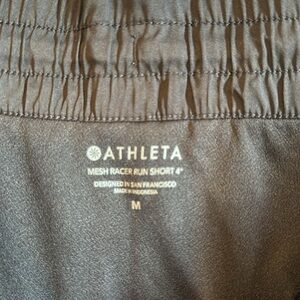 ATHLETA
MESH RACER RUN SHORT 4"
DESIGNED IN SAN FRANCISCO
MADE IN INDONESIA
M